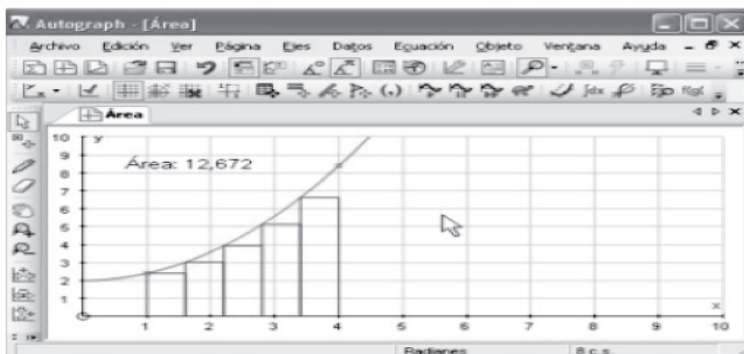 Autograph - [Área]
Archivo Edición Ver Página Ejes Datos Ecuación Objeto Ventana Ayuda
Área
10
y
9
Área: 12,672
8
7
6
5
4
3
2
1
x
1 2 3 4 5 6 7 8 9 10
Radianes 8 c.s.